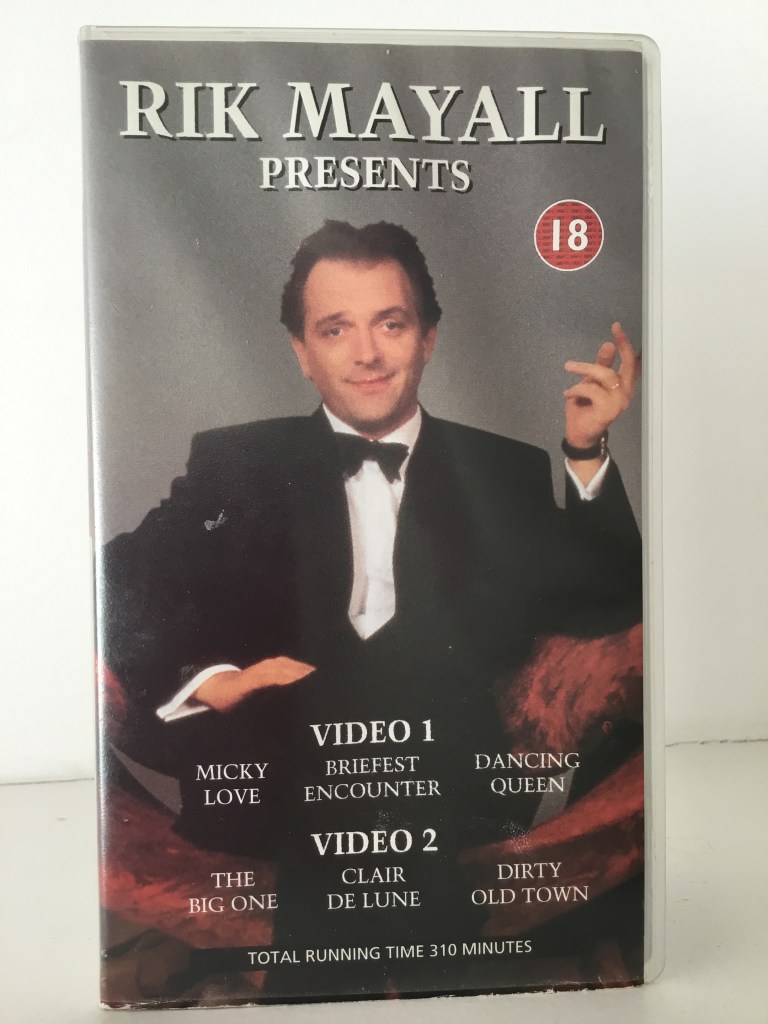 RIK MAYALL
PRESENTS
18
VIDEO 1
MICKY
LOVE
BRIEFEST
ENCOUNTER
DANCING
QUEEN
VIDEO 2
THE
BIG ONE
CLAIR
DE LUNE
DIRTY
OLD TOWN
TOTAL RUNNING TIME 310 MINUTES